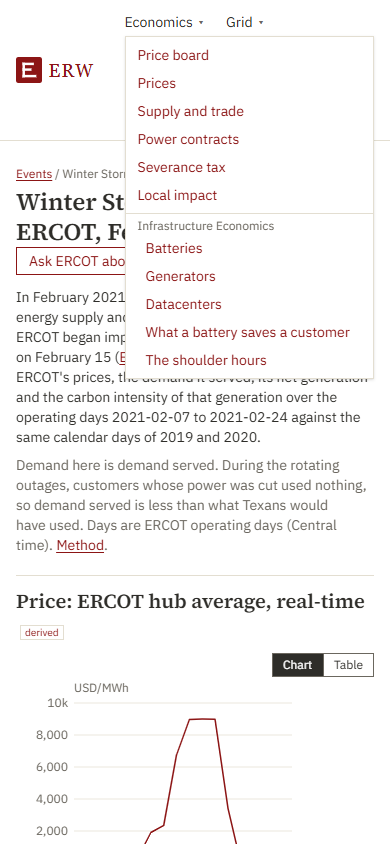 Economics ▾ Grid ▾
ERW
Price board
Prices
Supply and trade
Power contracts
Severance tax
Local impact
Infrastructure Economics
Batteries
Generators
Datacenters
What a battery saves a customer
The shoulder hours
Events / Winter Stor
Winter St
ERCOT, Fe
Ask ERCOT abo
In February 2021
energy supply and
ERCOT began imp
on February 15 (
ERCOT's prices, the demand it served, its net generation
and the carbon intensity of that generation over the
operating days 2021-02-07 to 2021-02-24 against the
same calendar days of 2019 and 2020.
Demand here is demand served. During the rotating
outages, customers whose power was cut used nothing,
so demand served is less than what Texans would
have used. Days are ERCOT operating days (Central
time). Method.
Price: ERCOT hub average, real-time
derived
Chart Table
USD/MWh
10k
8,000
6,000
4,000
2,000